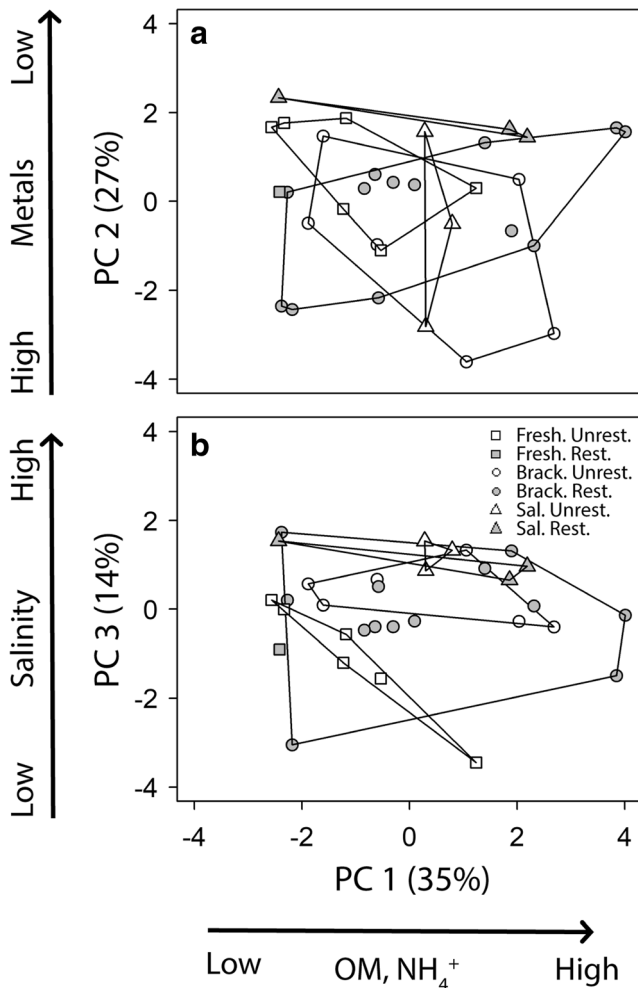 a
4
2
0
-2
-4
PC 2 (27%)
Low
Metals
High
b
Fresh. Unrest.
Fresh. Rest.
Brack. Unrest.
Brack. Rest.
Sal. Unrest.
Sal. Rest.
4
2
0
-2
-4
PC 3 (14%)
High
Salinity
Low
-4 -2 0 2 4
PC 1 (35%)
Low OM, NH₄⁺ High